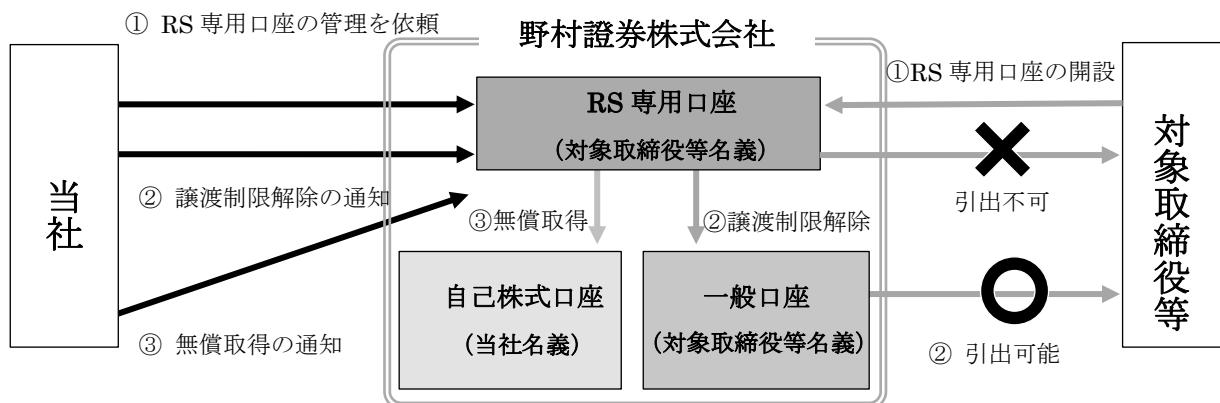 ① RS 専用口座の管理を依頼
野村證券株式会社
①RS 専用口座の開設
RS 専用口座
(対象取締役等名義)
当社
対象取締役等
② 譲渡制限解除の通知
引出不可
③無償取得
②譲渡制限解除
自己株式口座
(当社名義)
一般口座
(対象取締役等名義)
③ 無償取得の通知
② 引出可能